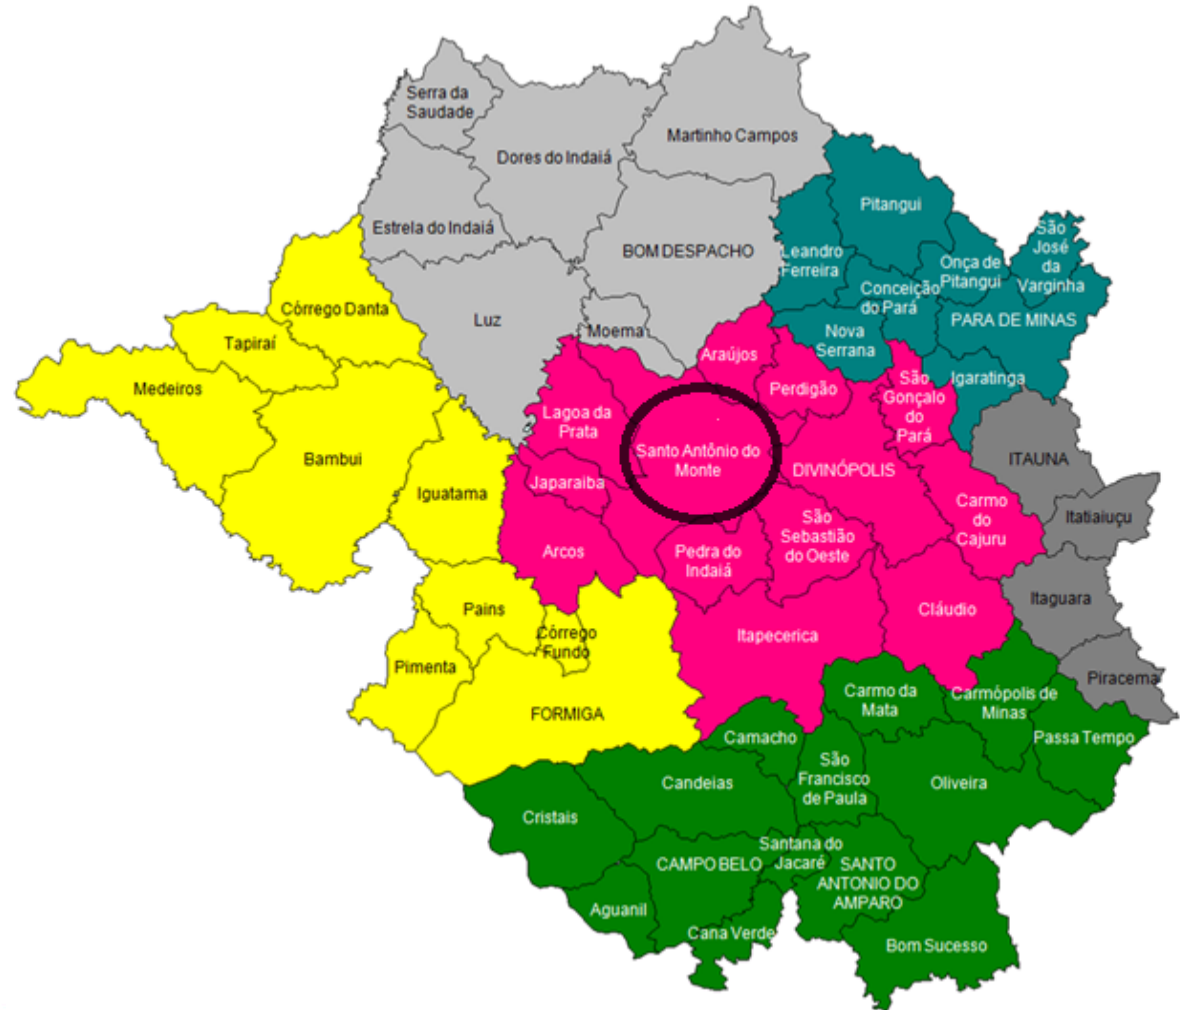 Serra da
Saudade
Dores do Indaiá
Martinho Campos
Estrela do Indaiá
BOM DESPACHO
Luz
Moema
Pitangui
Leandro
Ferreira
Onça de
Pitangui
São
José
da
Varginha
Conceição
do Pará
Nova
Serrana
PARA DE MINAS
Igaratinga
Córrego Danta
Tapiraí
Medeiros
Bambui
Iguatama
Pains
Córrego
Fundo
Pimenta
FORMIGA
Araújos
Perdigão
São
Gonçalo
do
Pará
Lagoa da
Prata
Santo Antônio do
Monte
DIVINÓPOLIS
Japaraiba
Arcos
Pedra do
Indaiá
São
Sebastião
do Oeste
Carmo
do
Cajuru
Cláudio
Itapecerica
ITAUNA
Itatiaiuçu
Itaguara
Piracema
Carmo da
Mata
Carmópolis de
Minas
Passa Tempo
Camacho
São
Francisco
de Paula
Oliveira
Candeias
Cristais
Santana do
Jacaré
CAMPO BELO
SANTO
ANTONIO DO
AMPARO
Aguanil
Cana Verde
Bom Sucesso